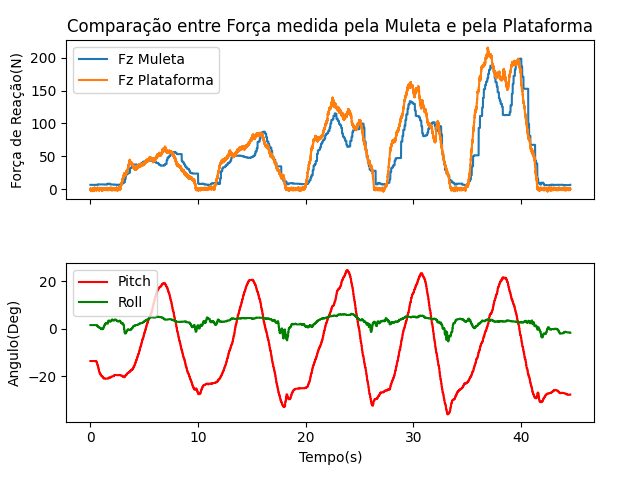 Comparação entre Força medida pela Muleta e pela Plataforma
Força de Reação(N)
200
150
100
50
0
Fz Muleta
Fz Plataforma
Angulo(Deg)
20
0
−20
Pitch
Roll
0
10
20
30
40
Tempo(s)